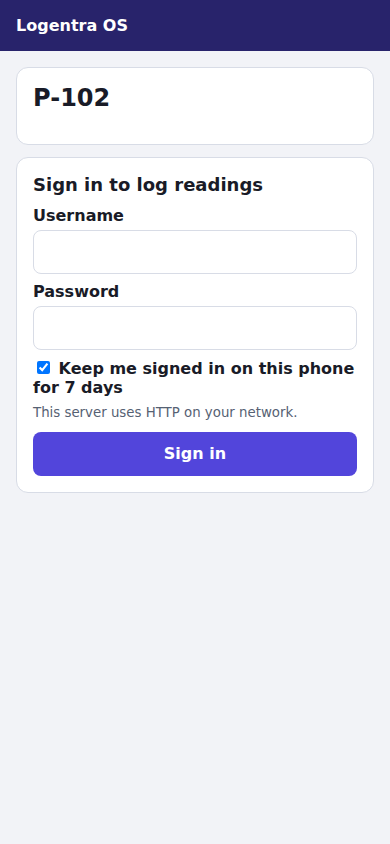 Logentra OS
P-102
Sign in to log readings
Username
Password
Keep me signed in on this phone
for 7 days
This server uses HTTP on your network.
Sign in